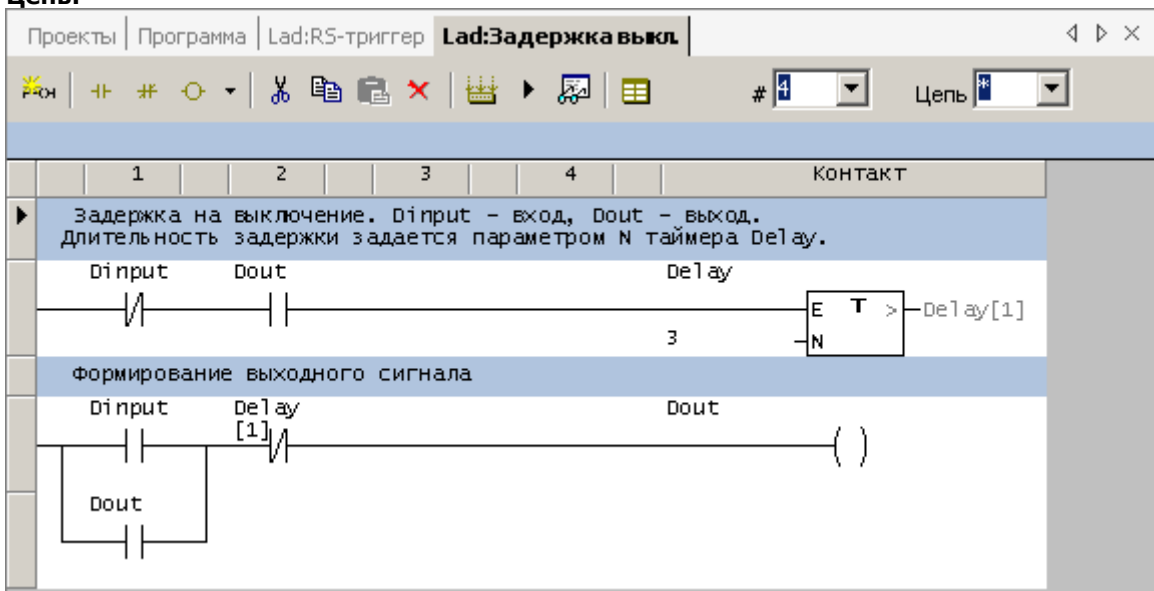 Цепь:
Проекты Программа Lad:RS-триггер Lad:Задержка выкл.
# 4 Цепь *
1 2 3 4 Контакт
Задержка на выключение. Dinput - вход, Dout - выход.
Длительность задержки задается параметром N таймера Delay.
Dinput Dout Delay
E T > Delay[1]
3 N
Формирование выходного сигнала
Dinput Delay Dout
[1]
Dout